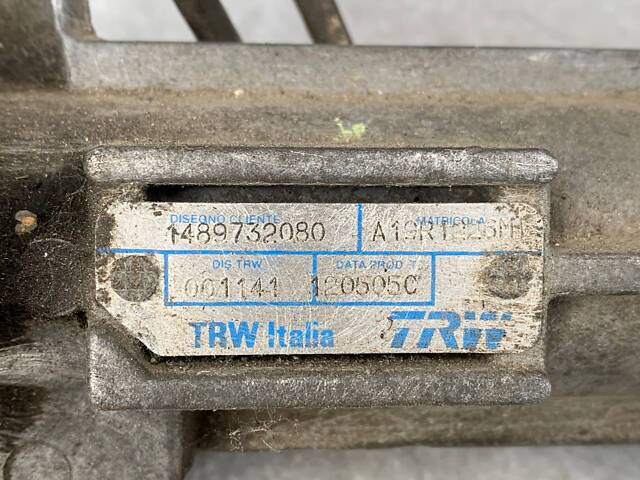 DISEGNO CLIENTE MATRICOLA
1489732080
DIS TRW DATA PROD
001141 120505C
TRW Italia TRW